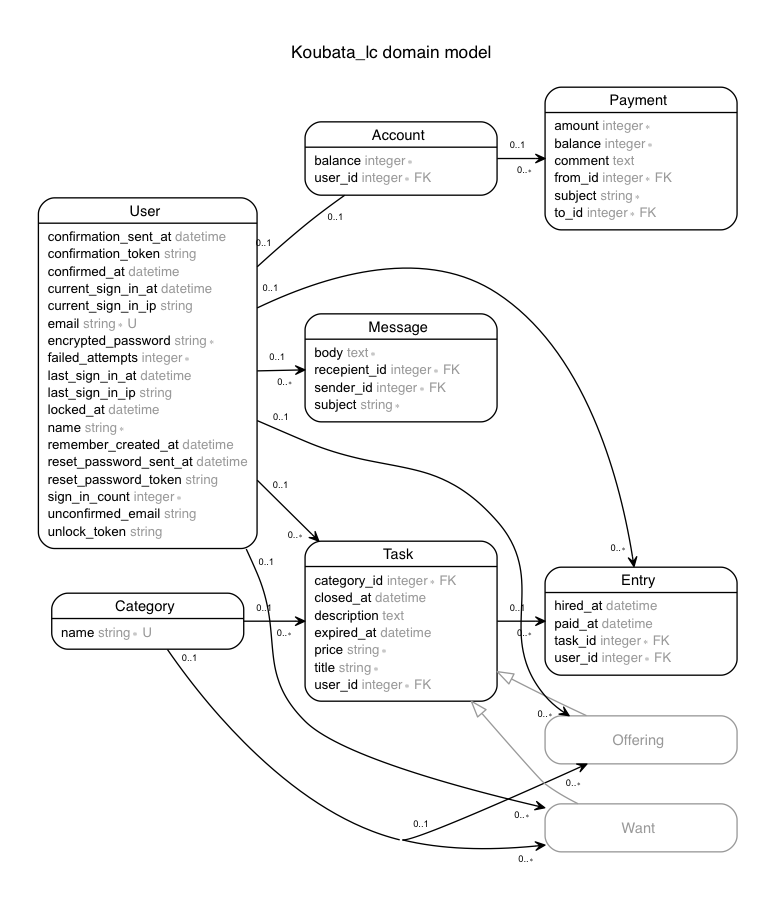 Koubata_lc domain model
Payment
amount integer ∗
balance integer ∗
comment text
from_id integer ∗ FK
subject string ∗
to_id integer ∗ FK
Account
balance integer ∗
user_id integer ∗ FK
0..1
0..∗
0..1
0..1
User
confirmation_sent_at datetime
confirmation_token string
confirmed_at datetime
current_sign_in_at datetime
current_sign_in_ip string
email string ∗ U
encrypted_password string ∗
failed_attempts integer ∗
last_sign_in_at datetime
last_sign_in_ip string
locked_at datetime
name string ∗
remember_created_at datetime
reset_password_sent_at datetime
reset_password_token string
sign_in_count integer ∗
unconfirmed_email string
unlock_token string
0..1
0..∗
Message
body text ∗
recepient_id integer ∗ FK
sender_id integer ∗ FK
subject string ∗
0..1
0..∗
0..1
0..∗
0..1
0..∗
0..1
0..∗
Task
category_id integer ∗ FK
closed_at datetime
description text
expired_at datetime
price string ∗
title string ∗
user_id integer ∗ FK
Category
name string ∗ U
0..1
0..∗
0..1
0..∗
Entry
hired_at datetime
paid_at datetime
task_id integer ∗ FK
user_id integer ∗ FK
0..1
Offering
0..1
0..∗
Want
0..∗